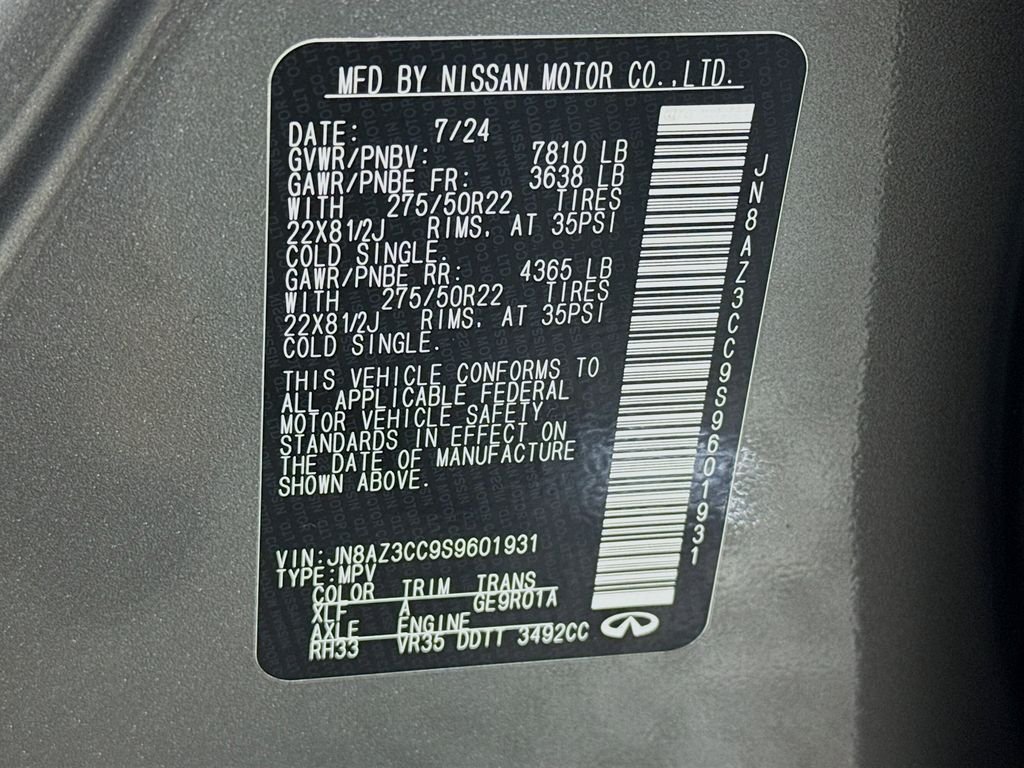 MFD BY NISSAN MOTOR CO.,LTD.
DATE: 7/24
GVWR/PNBV: 7810 LB
GAWR/PNBE FR: 3638 LB
WITH 275/50R22 TIRES
22X81/2J RIMS, AT 35PSI
COLD SINGLE.
GAWR/PNBE RR: 4365 LB
WITH 275/50R22 TIRES
22X81/2J RIMS, AT 35PSI
COLD SINGLE.
THIS VEHICLE CONFORMS TO
ALL APPLICABLE FEDERAL
MOTOR VEHICLE SAFETY
STANDARDS IN EFFECT ON
THE DATE OF MANUFACTURE
SHOWN ABOVE.
VIN:JN8AZ3CC9S9601931
TYPE:MPV
COLOR TRIM TRANS
XLF A GE9R01A
AXLE ENGINE
RH33 VR35 DDTT 3492CC
JN8AZ3CC9S9601931